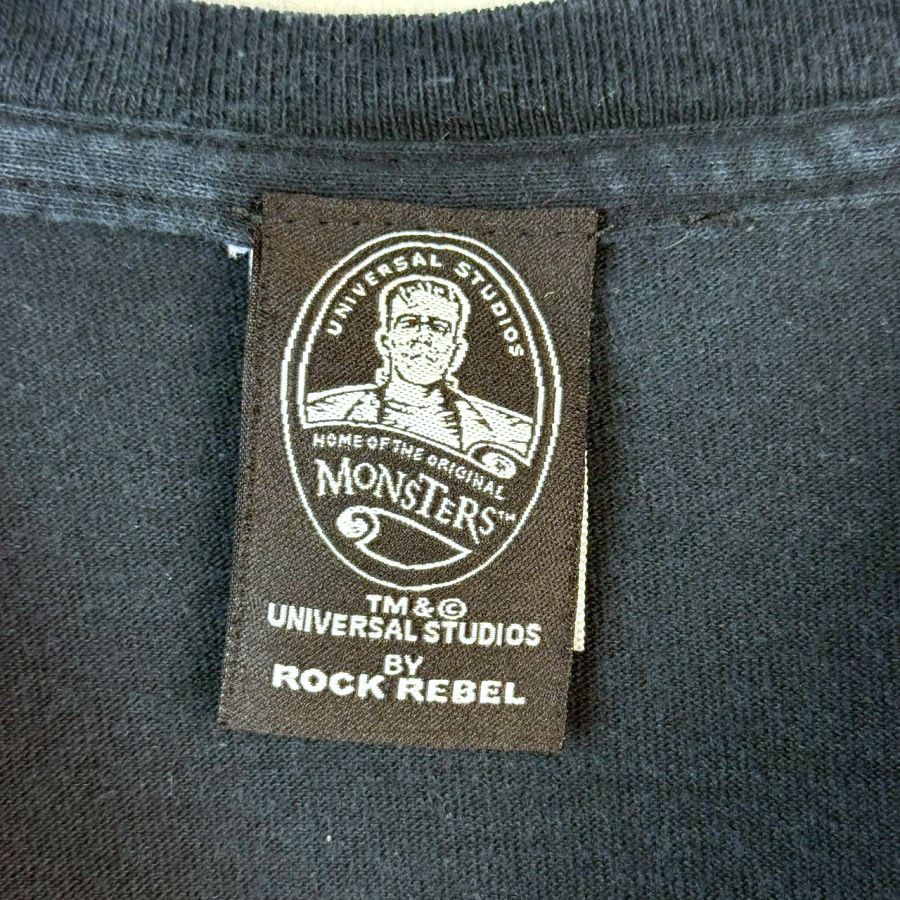 UNIVERSAL STUDIOS
HOME OF THE ORIGINAL
MONSTERS™
TM & ©
UNIVERSAL STUDIOS
BY
ROCK REBEL